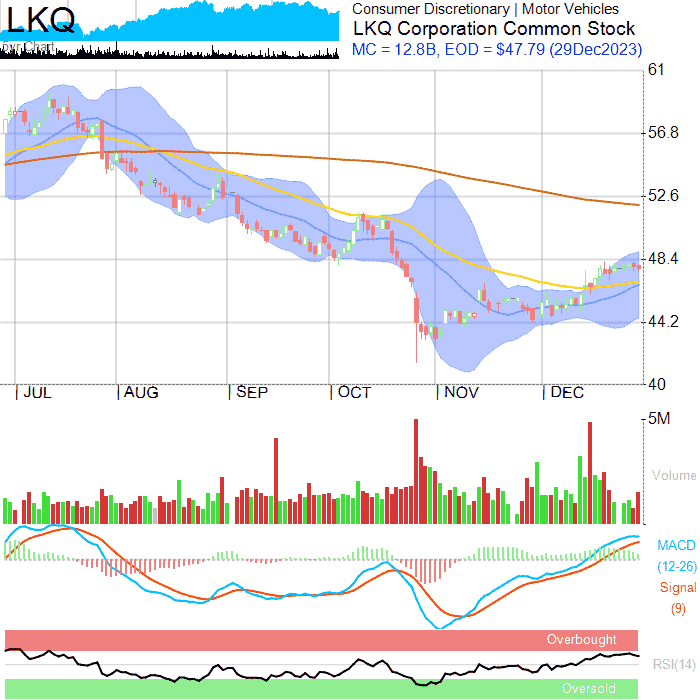 LKQ
5yr Chart
Consumer Discretionary | Motor Vehicles
LKQ Corporation Common Stock
MC = 12.8B, EOD = $47.79 (29Dec2023)
61
56.8
52.6
48.4
44.2
40
JUL
AUG
SEP
OCT
NOV
DEC
5M
Volume
MACD
(12-26)
Signal
(9)
Overbought
RSI(14)
Oversold